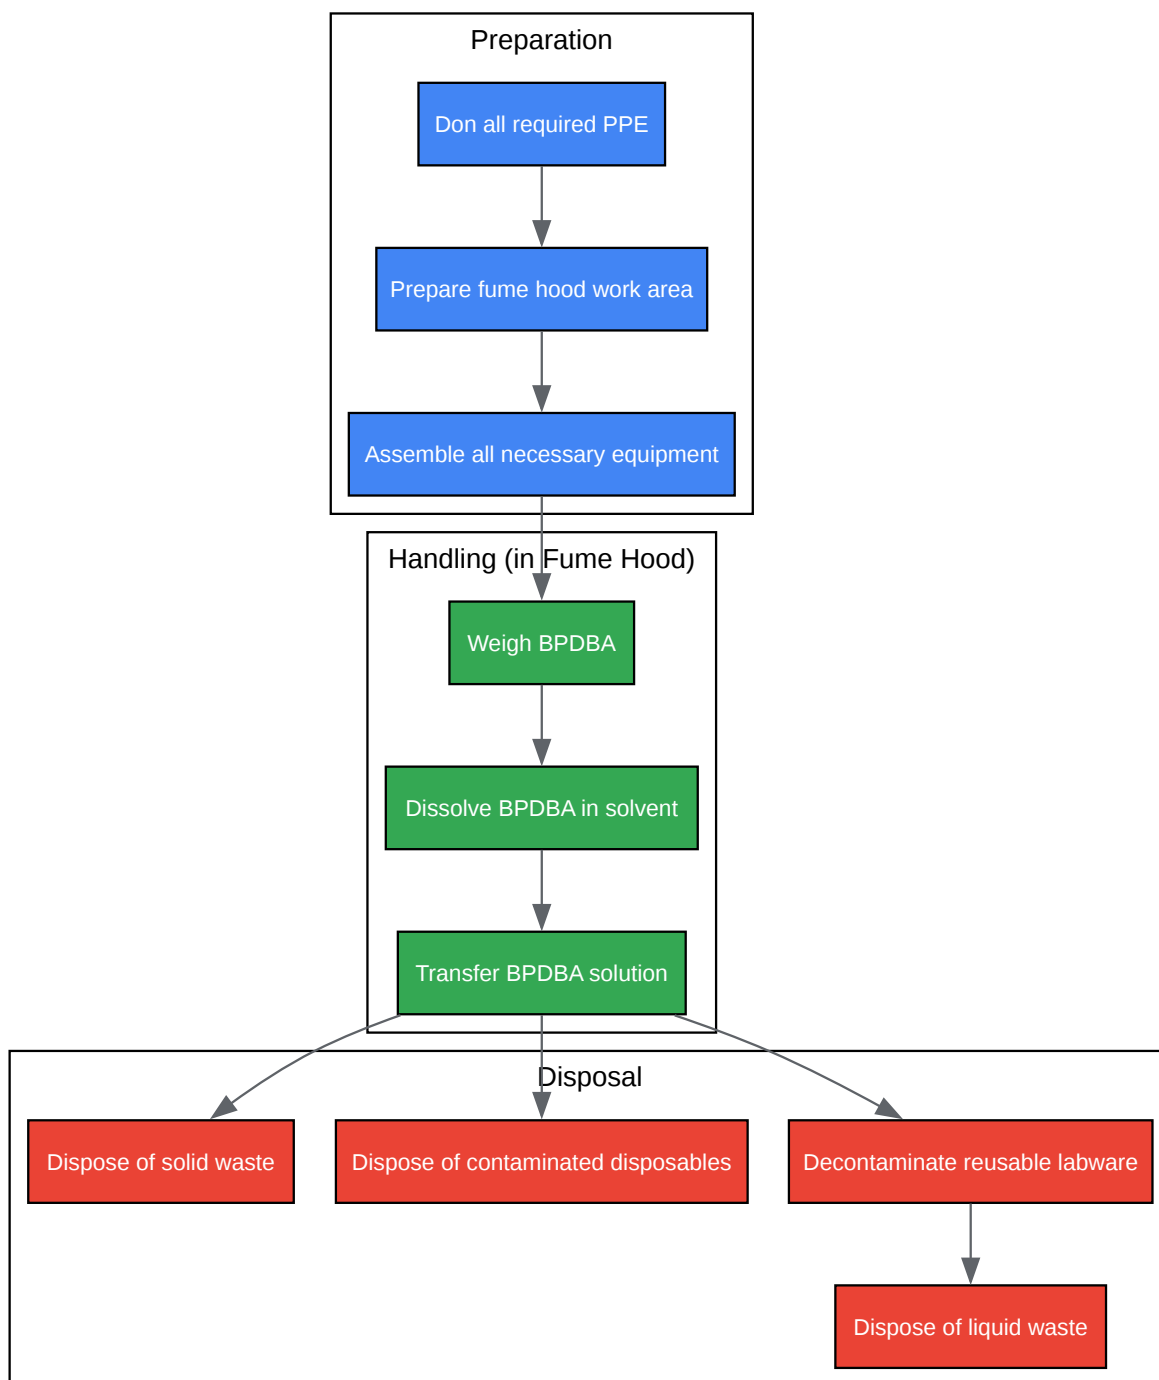 Preparation
Don all required PPE
Prepare fume hood work area
Assemble all necessary equipment
Handling (in Fume Hood)
Weigh BPDBA
Dissolve BPDBA in solvent
Transfer BPDBA solution
Disposal
Dispose of solid waste
Dispose of contaminated disposables
Decontaminate reusable labware
Dispose of liquid waste